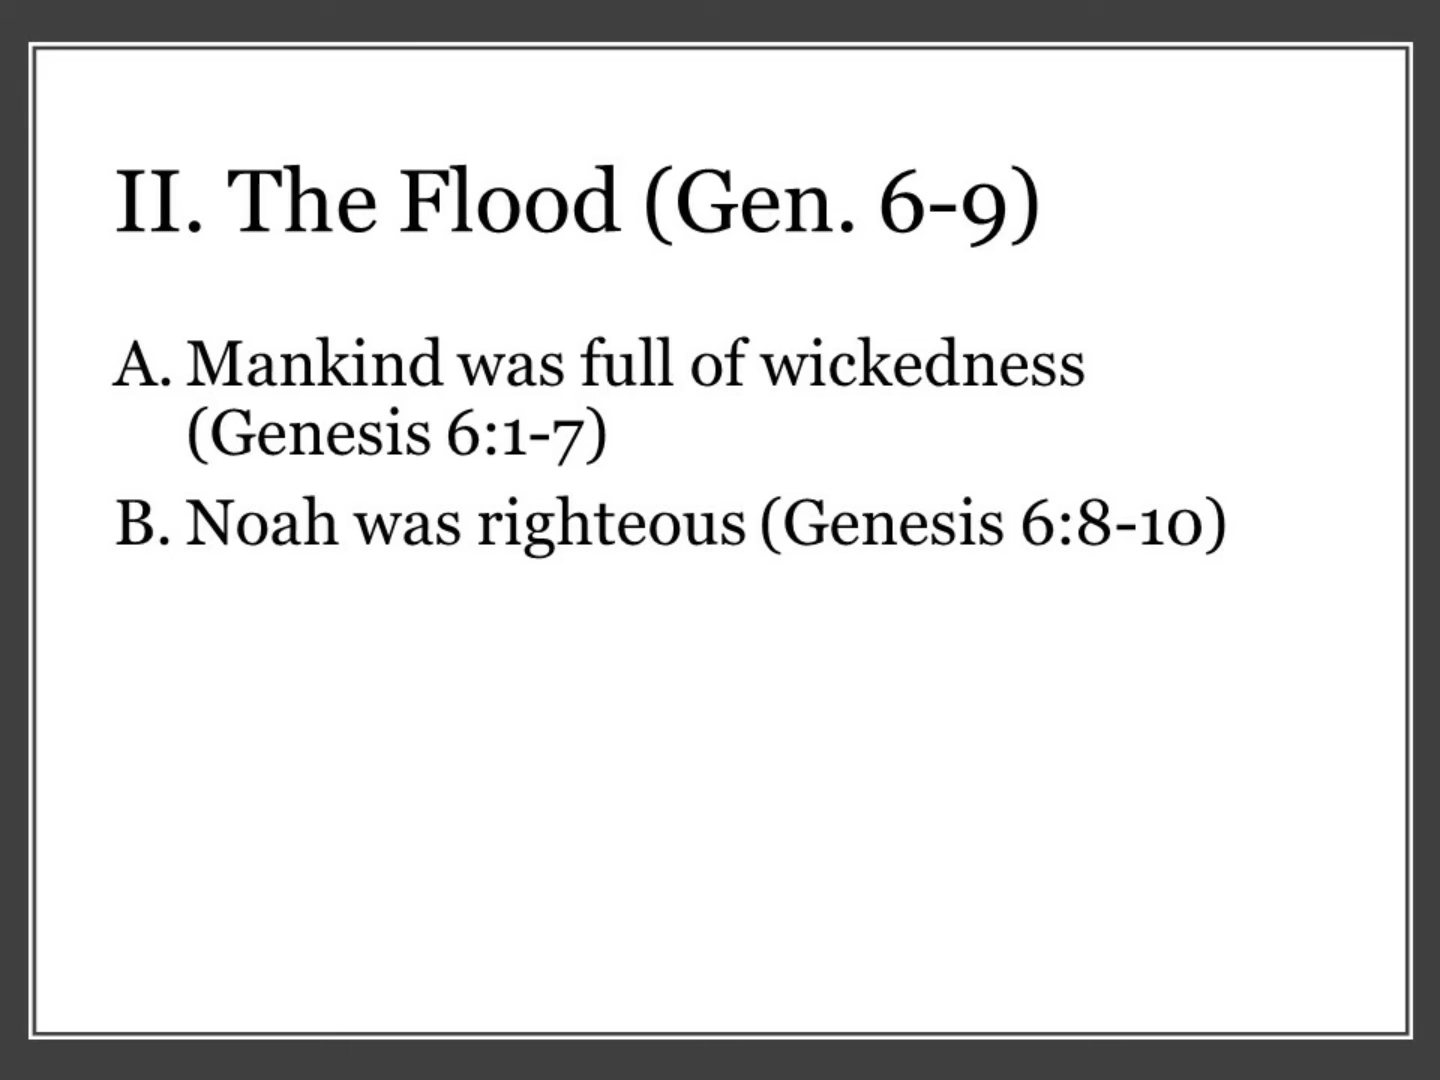 II. The Flood (Gen. 6-9)
A. Mankind was full of wickedness
(Genesis 6:1-7)
B. Noah was righteous (Genesis 6:8-10)